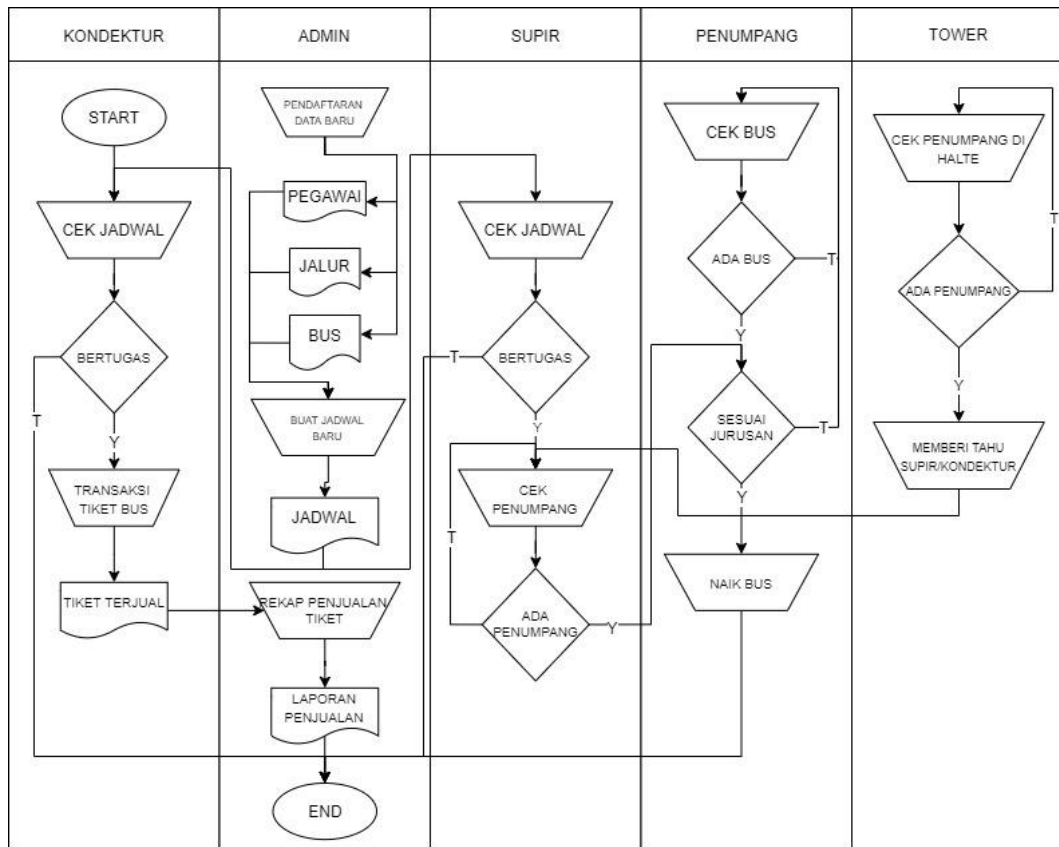 KONDEKTUR
ADMIN
SUPIR
PENUMPANG
TOWER
START
CEK JADWAL
BERTUGAS
T
Y
TRANSAKSI
TIKET BUS
TIKET TERJUAL
PENDAFTARAN
DATA BARU
PEGAWAI
JALUR
BUS
BUAT JADWAL
BARU
JADWAL
REKAP PENJUALAN
TIKET
LAPORAN
PENJUALAN
END
CEK JADWAL
BERTUGAS
T
Y
CEK
PENUMPANG
T
ADA
PENUMPANG
Y
CEK BUS
ADA BUS
T
Y
SESUAI
JURUSAN
T
Y
NAIK BUS
CEK PENUMPANG DI
HALTE
T
ADA PENUMPANG
Y
MEMBERI TAHU
SUPIR/KONDEKTUR